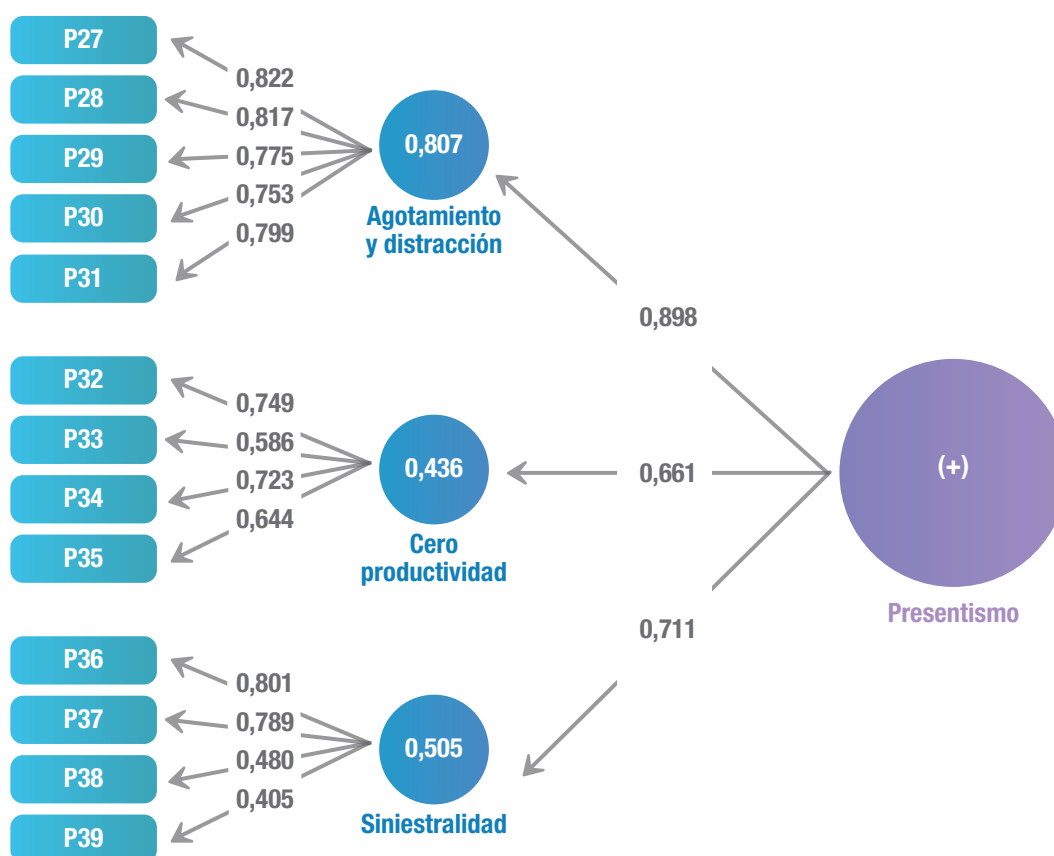 P27
P28
P29
P30
P31
0,822
0,817
0,775
0,753
0,799
0,807
Agotamiento
y distracción
P32
P33
P34
P35
0,749
0,586
0,723
0,644
0,436
Cero
productividad
P36
P37
P38
P39
0,801
0,789
0,480
0,405
0,505
Siniestralidad
0,898
0,661
0,711
(+)
Presentismo